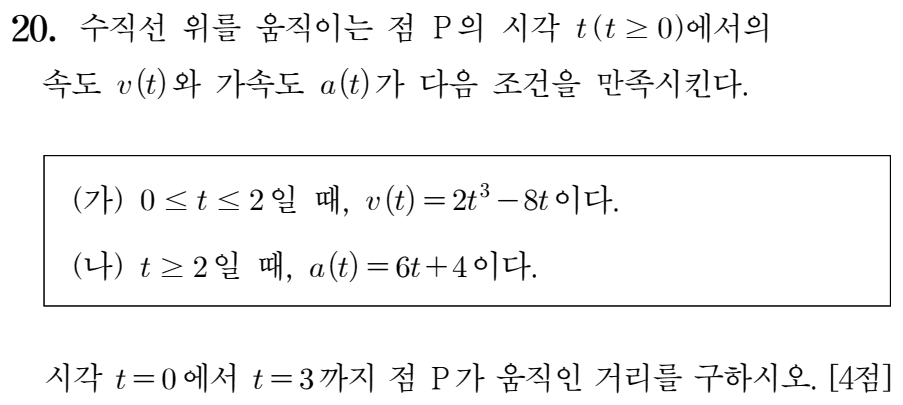 20. 수직선 위를 움직이는 점 P의 시각 t(t ≥ 0)에서의
속도 v(t)와 가속도 a(t)가 다음 조건을 만족시킨다.
(가) 0 ≤ t ≤ 2일 때, v(t) = 2t³ − 8t이다.
(나) t ≥ 2일 때, a(t) = 6t + 4이다.
시각 t = 0에서 t = 3까지 점 P가 움직인 거리를 구하시오. [4점]